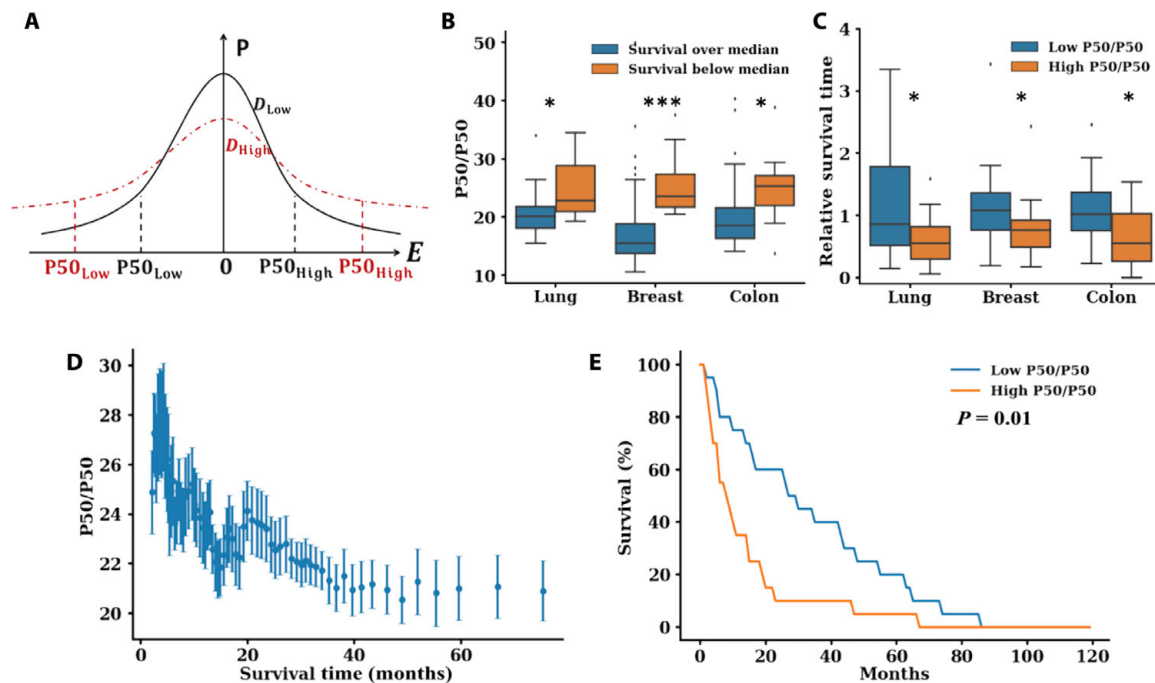 A
P
D_Low
D_High
E
P50_Low P50_Low 0 P50_High P50_High
B
50
40
30
20
10
P50/P50
Survival over median
Survival below median
* *** *
Lung Breast Colon
C
4
3
2
1
0
Relative survival time
Low P50/P50
High P50/P50
* * *
Lung Breast Colon
D
30
28
26
24
22
20
P50/P50
0 20 40 60
Survival time (months)
E
100
80
60
40
20
0
Survival (%)
Low P50/P50
High P50/P50
P = 0.01
0 20 40 60 80 100 120
Months